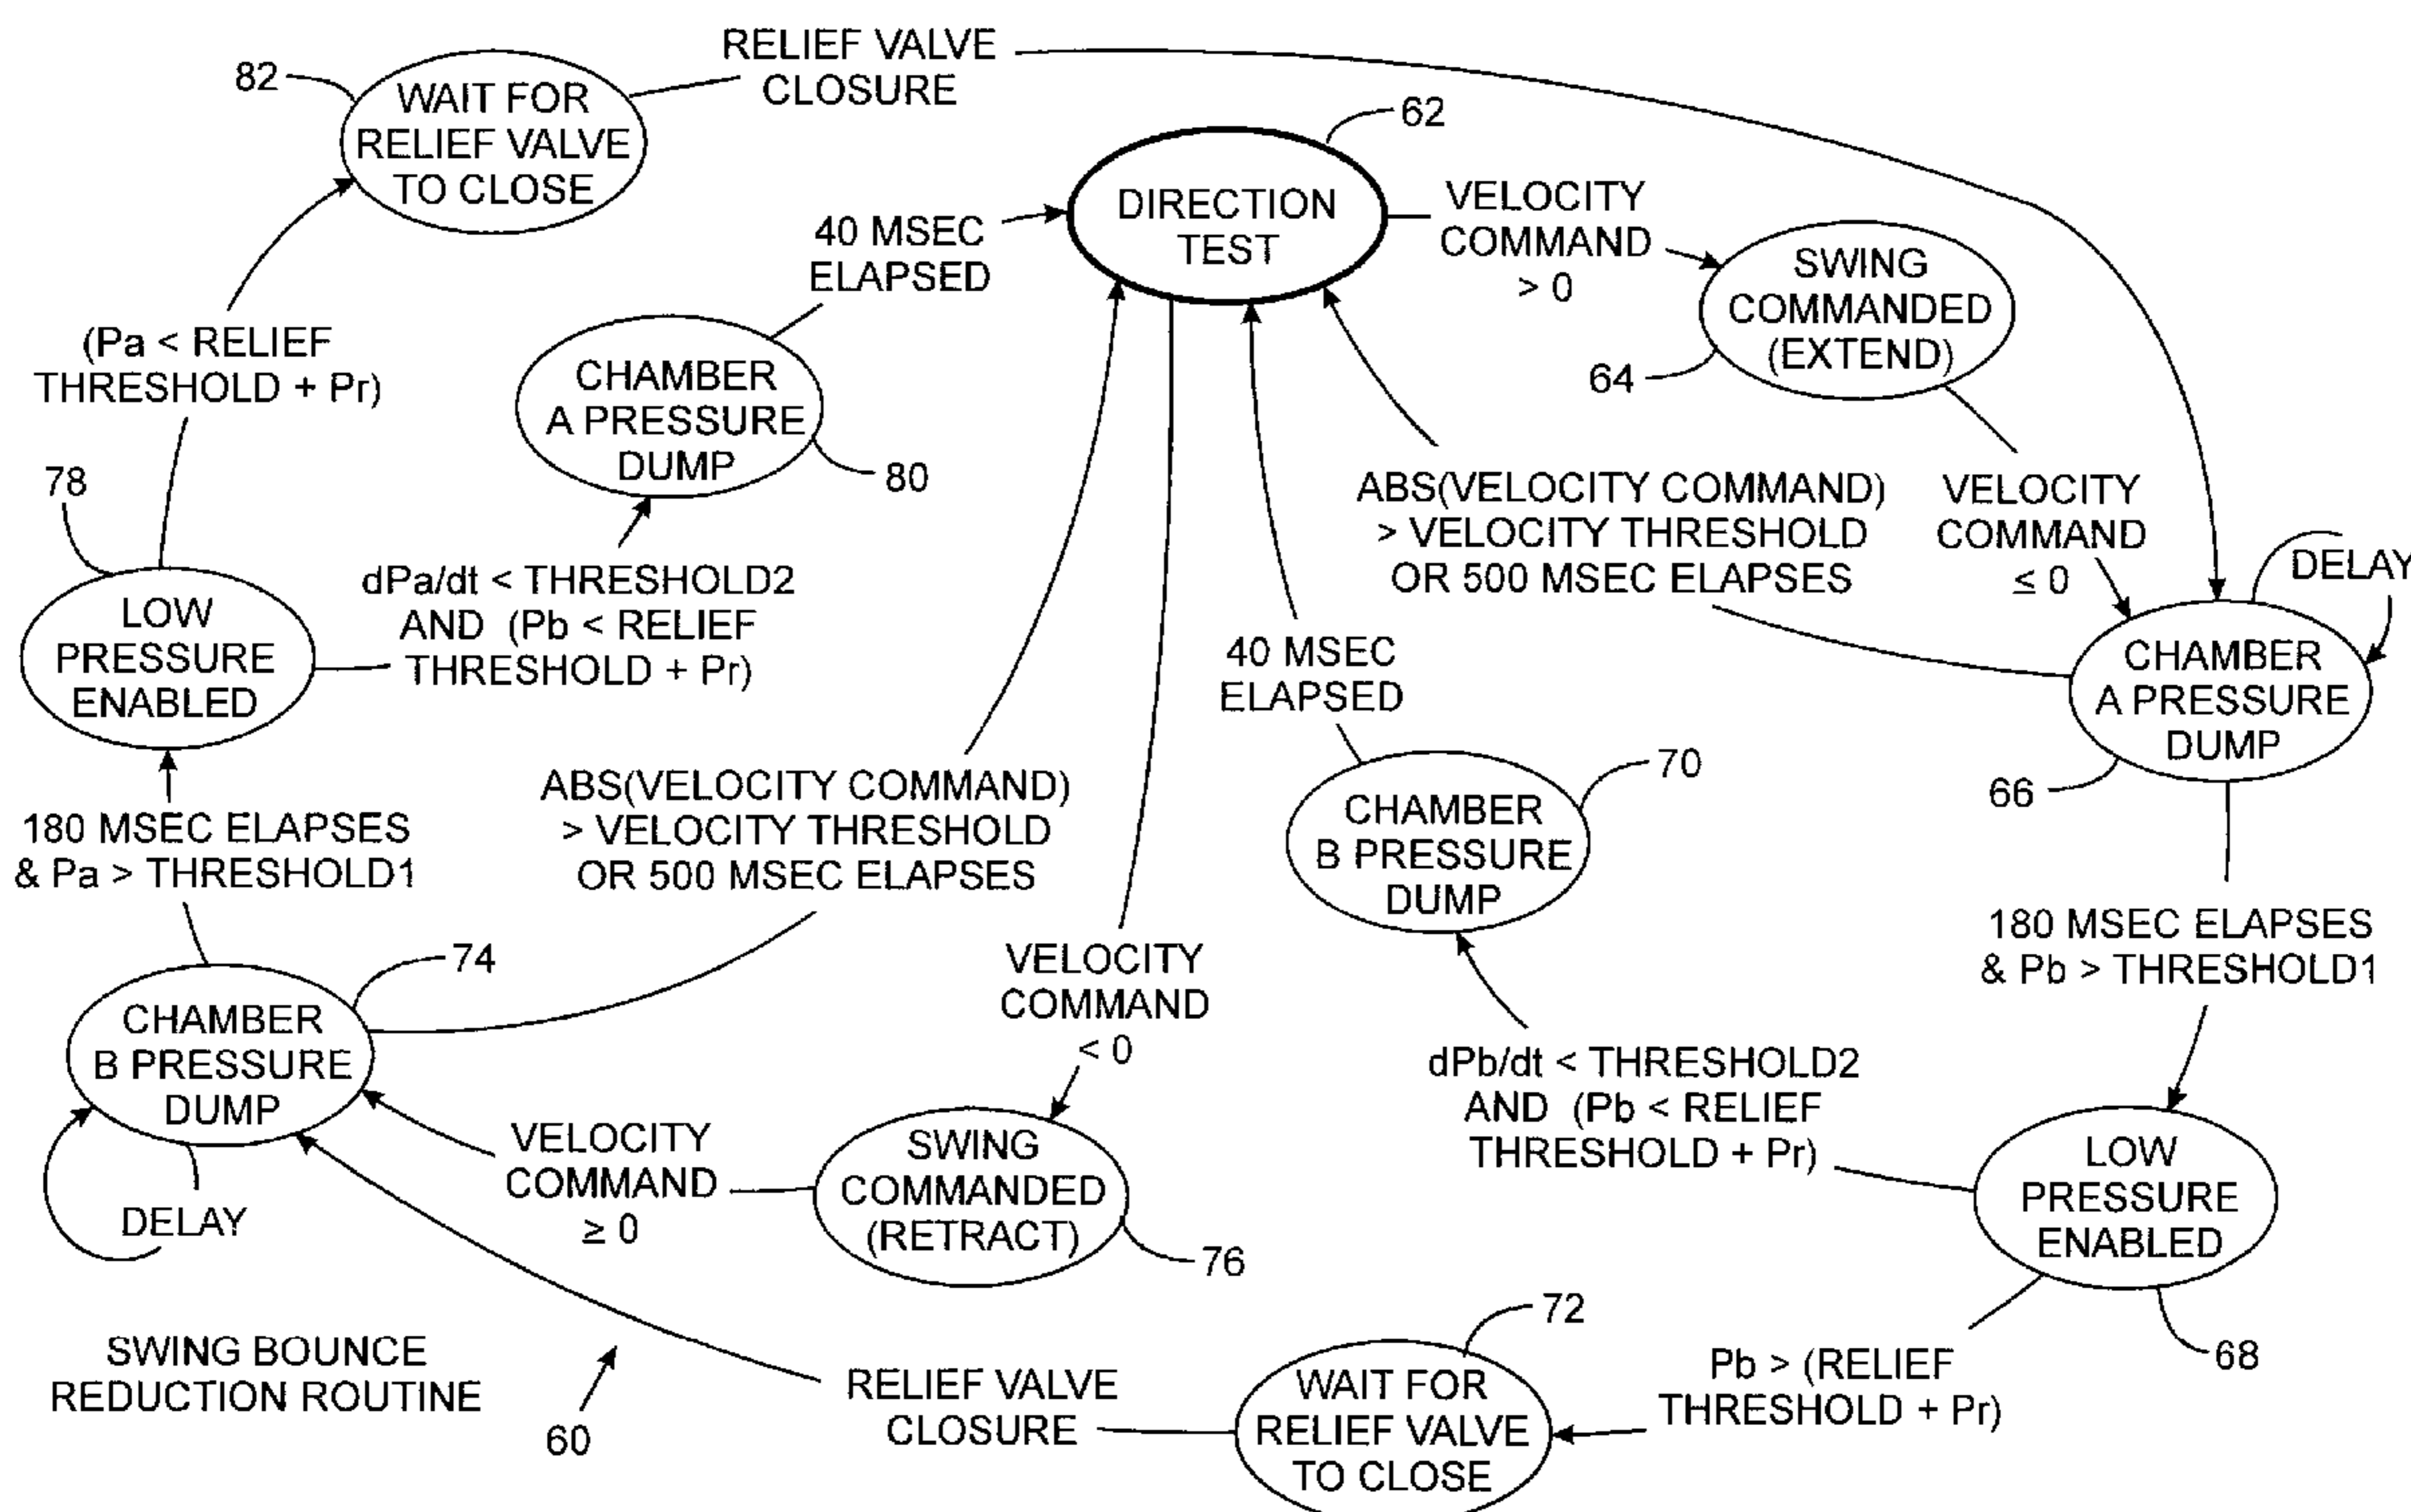 RELIEF VALVE
CLOSURE
82
WAIT FOR
RELIEF VALVE
TO CLOSE
62
DIRECTION
TEST
VELOCITY
COMMAND
> 0
40 MSEC
ELAPSED
SWING
COMMANDED
(EXTEND)
64
(Pa < RELIEF
THRESHOLD + Pr)
CHAMBER
A PRESSURE
DUMP
80
78
ABS(VELOCITY COMMAND)
> VELOCITY THRESHOLD
OR 500 MSEC ELAPSES
VELOCITY
COMMAND
≤ 0
DELAY
LOW
PRESSURE
ENABLED
dPa/dt < THRESHOLD2
AND (Pb < RELIEF
THRESHOLD + Pr)
40 MSEC
ELAPSED
CHAMBER
A PRESSURE
DUMP
66
180 MSEC ELAPSES
& Pa > THRESHOLD1
ABS(VELOCITY COMMAND)
> VELOCITY THRESHOLD
OR 500 MSEC ELAPSES
70
CHAMBER
B PRESSURE
DUMP
180 MSEC ELAPSES
& Pb > THRESHOLD1
74
CHAMBER
B PRESSURE
DUMP
VELOCITY
COMMAND
< 0
dPb/dt < THRESHOLD2
AND (Pb < RELIEF
THRESHOLD + Pr)
DELAY
VELOCITY
COMMAND
≥ 0
SWING
COMMANDED
(RETRACT)
76
LOW
PRESSURE
ENABLED
68
SWING BOUNCE
REDUCTION ROUTINE
60
RELIEF VALVE
CLOSURE
72
WAIT FOR
RELIEF VALVE
TO CLOSE
Pb > (RELIEF
THRESHOLD + Pr)